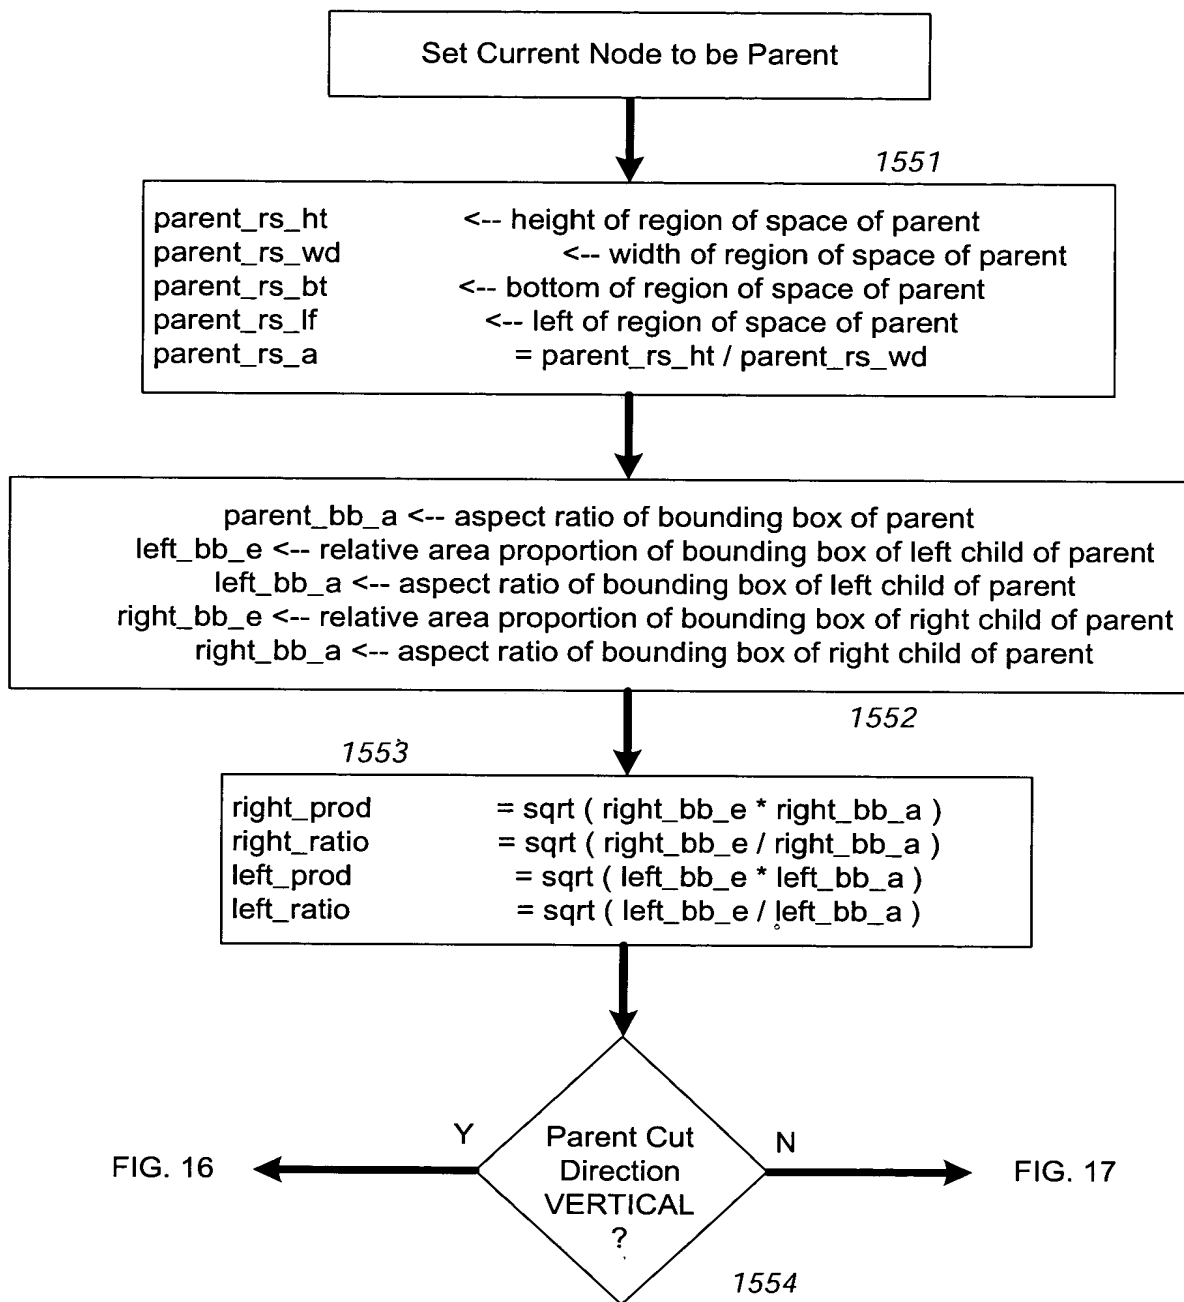 Set Current Node to be Parent
1551
parent_rs_ht <-- height of region of space of parent
parent_rs_wd <-- width of region of space of parent
parent_rs_bt <-- bottom of region of space of parent
parent_rs_lf <-- left of region of space of parent
parent_rs_a = parent_rs_ht / parent_rs_wd
parent_bb_a <-- aspect ratio of bounding box of parent
left_bb_e <-- relative area proportion of bounding box of left child of parent
left_bb_a <-- aspect ratio of bounding box of left child of parent
right_bb_e <-- relative area proportion of bounding box of right child of parent
right_bb_a <-- aspect ratio of bounding box of right child of parent
1552
1553
right_prod = sqrt ( right_bb_e * right_bb_a )
right_ratio = sqrt ( right_bb_e / right_bb_a )
left_prod = sqrt ( left_bb_e * left_bb_a )
left_ratio = sqrt ( left_bb_e / left_bb_a )
Y
N
FIG. 16
Parent Cut
Direction
VERTICAL
?
FIG. 17
1554